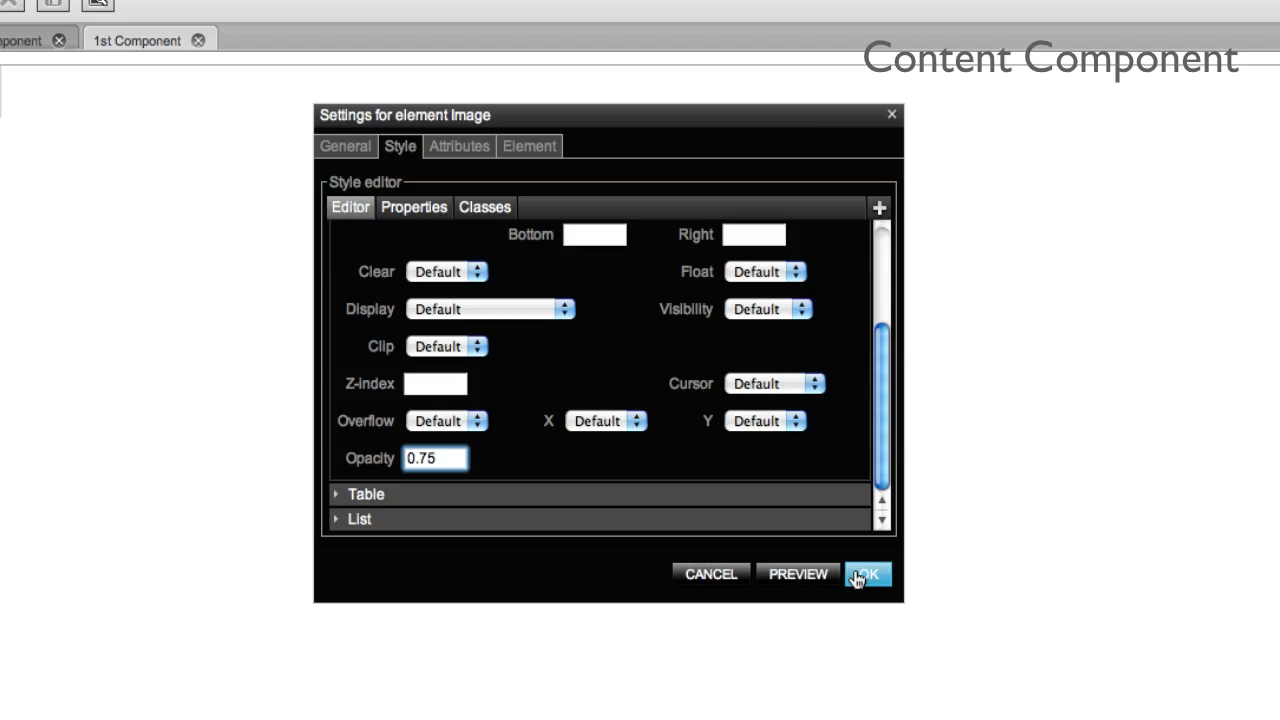 ponent
1st Component
Content Component
Settings for element Image
General Style Attributes Element
Style editor
Editor Properties Classes
Bottom Right
Clear Default Float Default
Display Default Visibility Default
Clip Default
Z-index Cursor Default
Overflow Default X Default Y Default
Opacity 0.75
Table
List
CANCEL PREVIEW OK